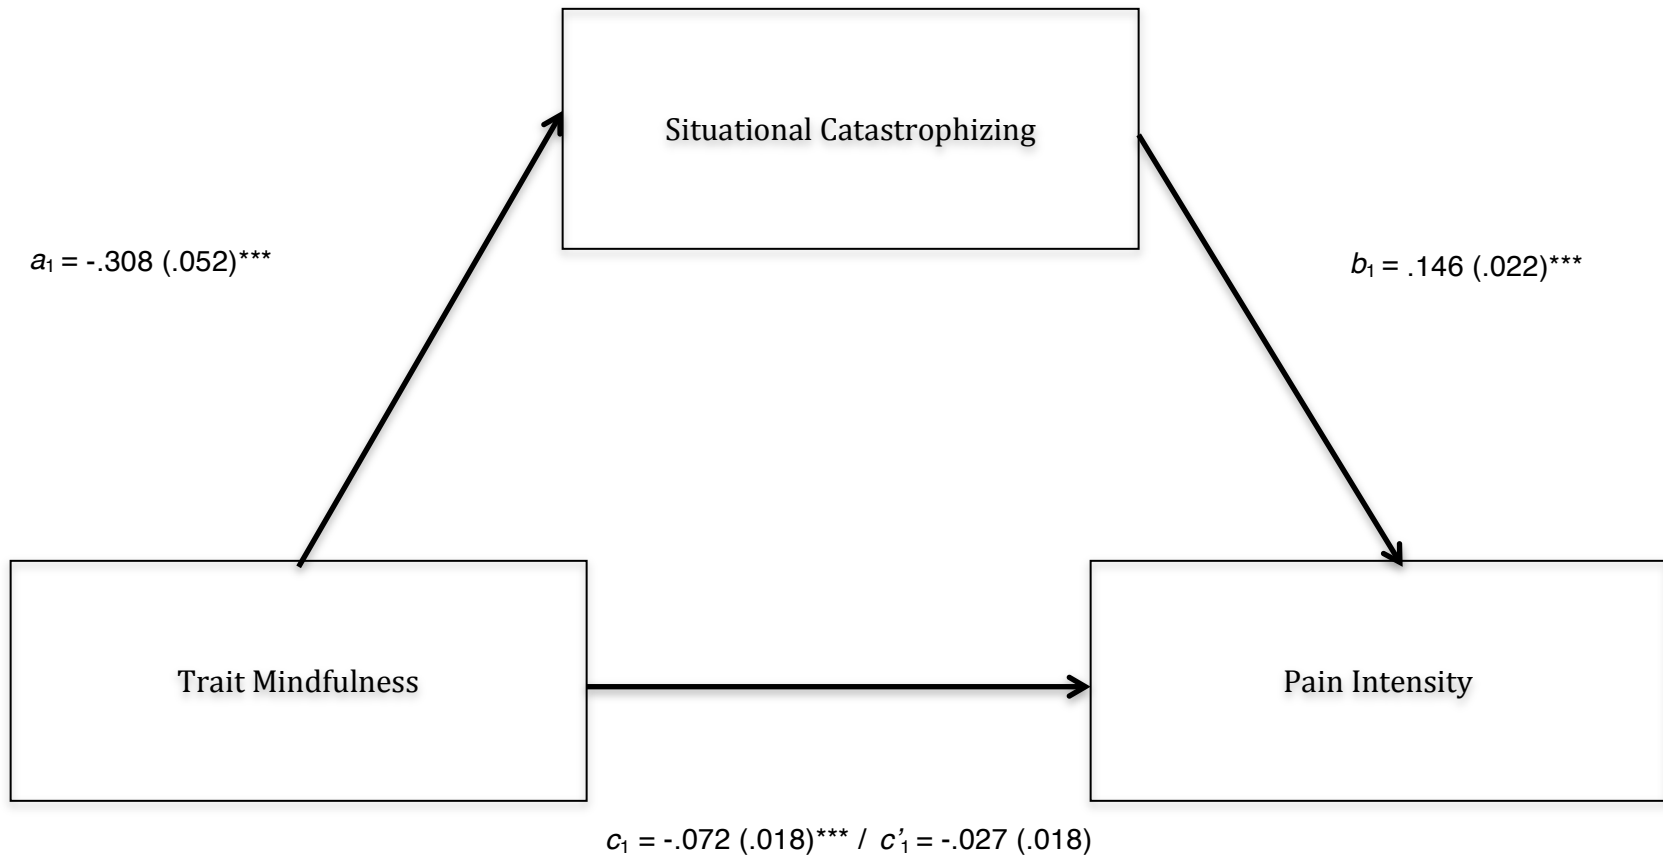 Situational Catastrophizing
a₁ = -.308 (.052)***
b₁ = .146 (.022)***
Trait Mindfulness
Pain Intensity
c₁ = -.072 (.018)*** / c'₁ = -.027 (.018)